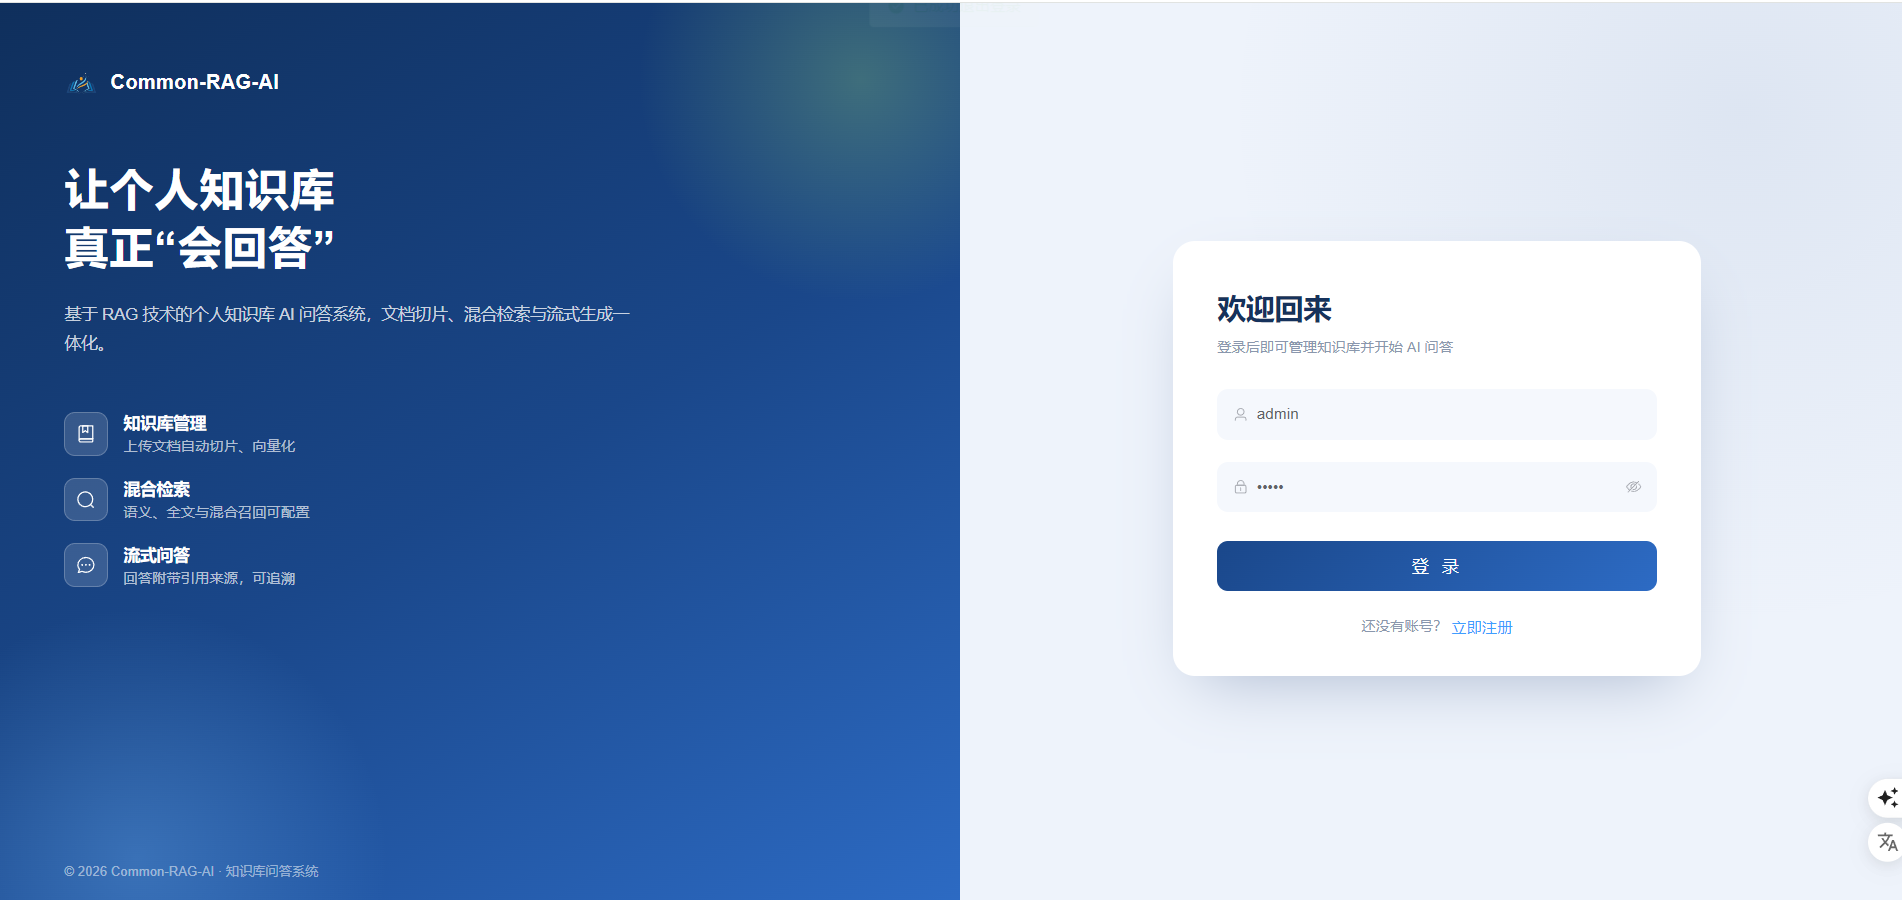 Common-RAG-AI
让个人知识库
真正“会回答”
基于 RAG 技术的个人知识库 AI 问答系统，文档切片、混合检索与流式生成一
体化。
知识库管理
上传文档自动切片、向量化
混合检索
语义、全文与混合召回可配置
流式问答
回答附带引用来源，可追溯
© 2026 Common-RAG-AI · 知识库问答系统
欢迎回来
登录后即可管理知识库并开始 AI 问答
admin
•••••
登 录
还没有账号？ 立即注册